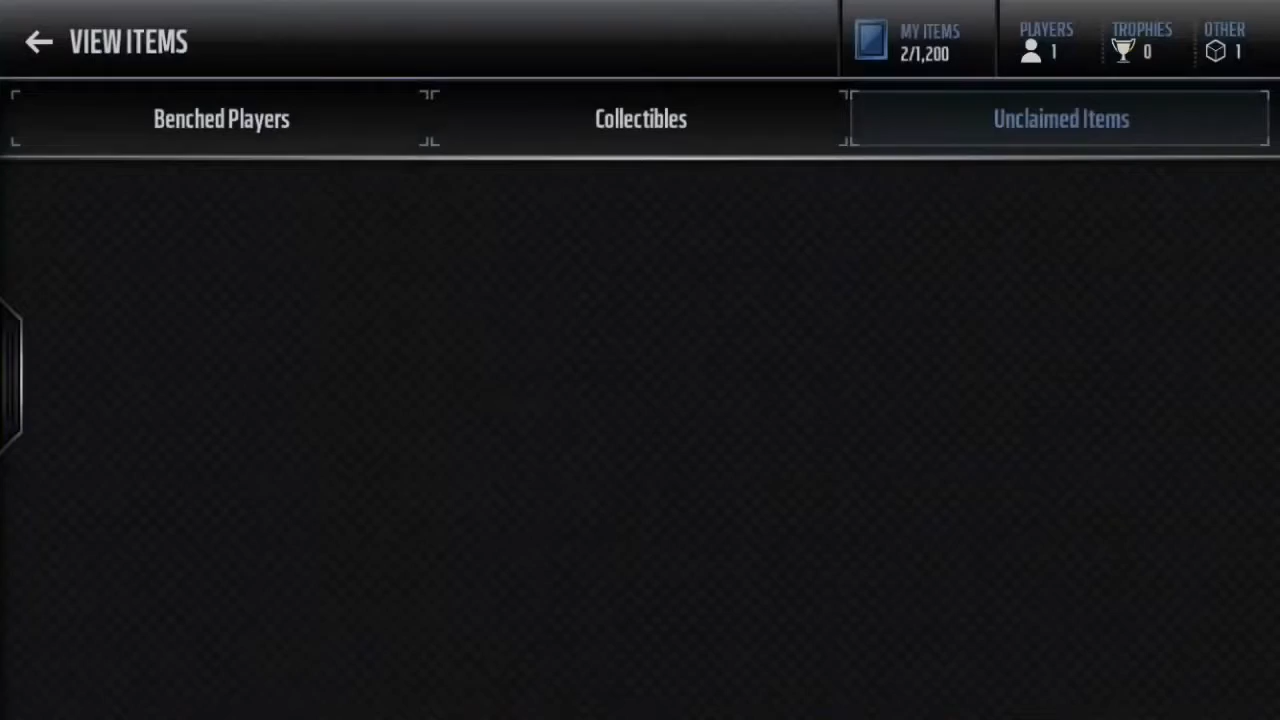 VIEW ITEMS
MY ITEMS
2/1,200
PLAYERS
1
TROPHIES
0
OTHER
1
Benched Players
Collectibles
Unclaimed Items